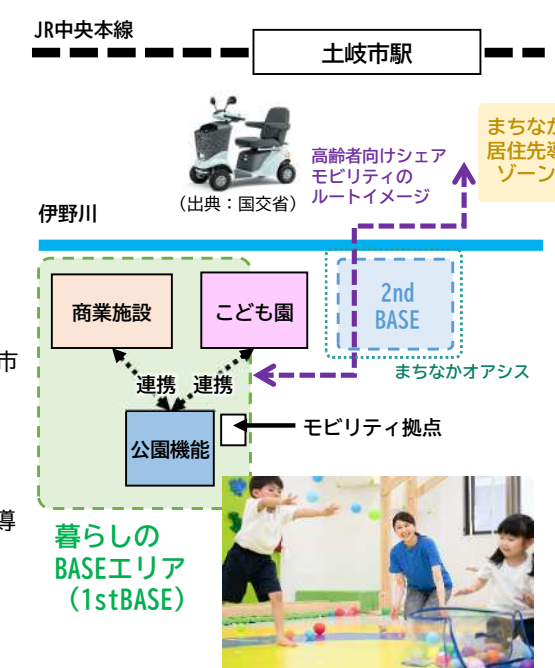 JR中央本線
土岐市駅
まちなか
居住先導
ゾーン
高齢者向けシェア
モビリティの
ルートイメージ
（出典：国交省）
伊野川
商業施設
こども園
2nd
BASE
市
連携
連携
まちなかオアシス
公園機能
モビリティ拠点
導
暮らしの
BASEエリア
（1stBASE）